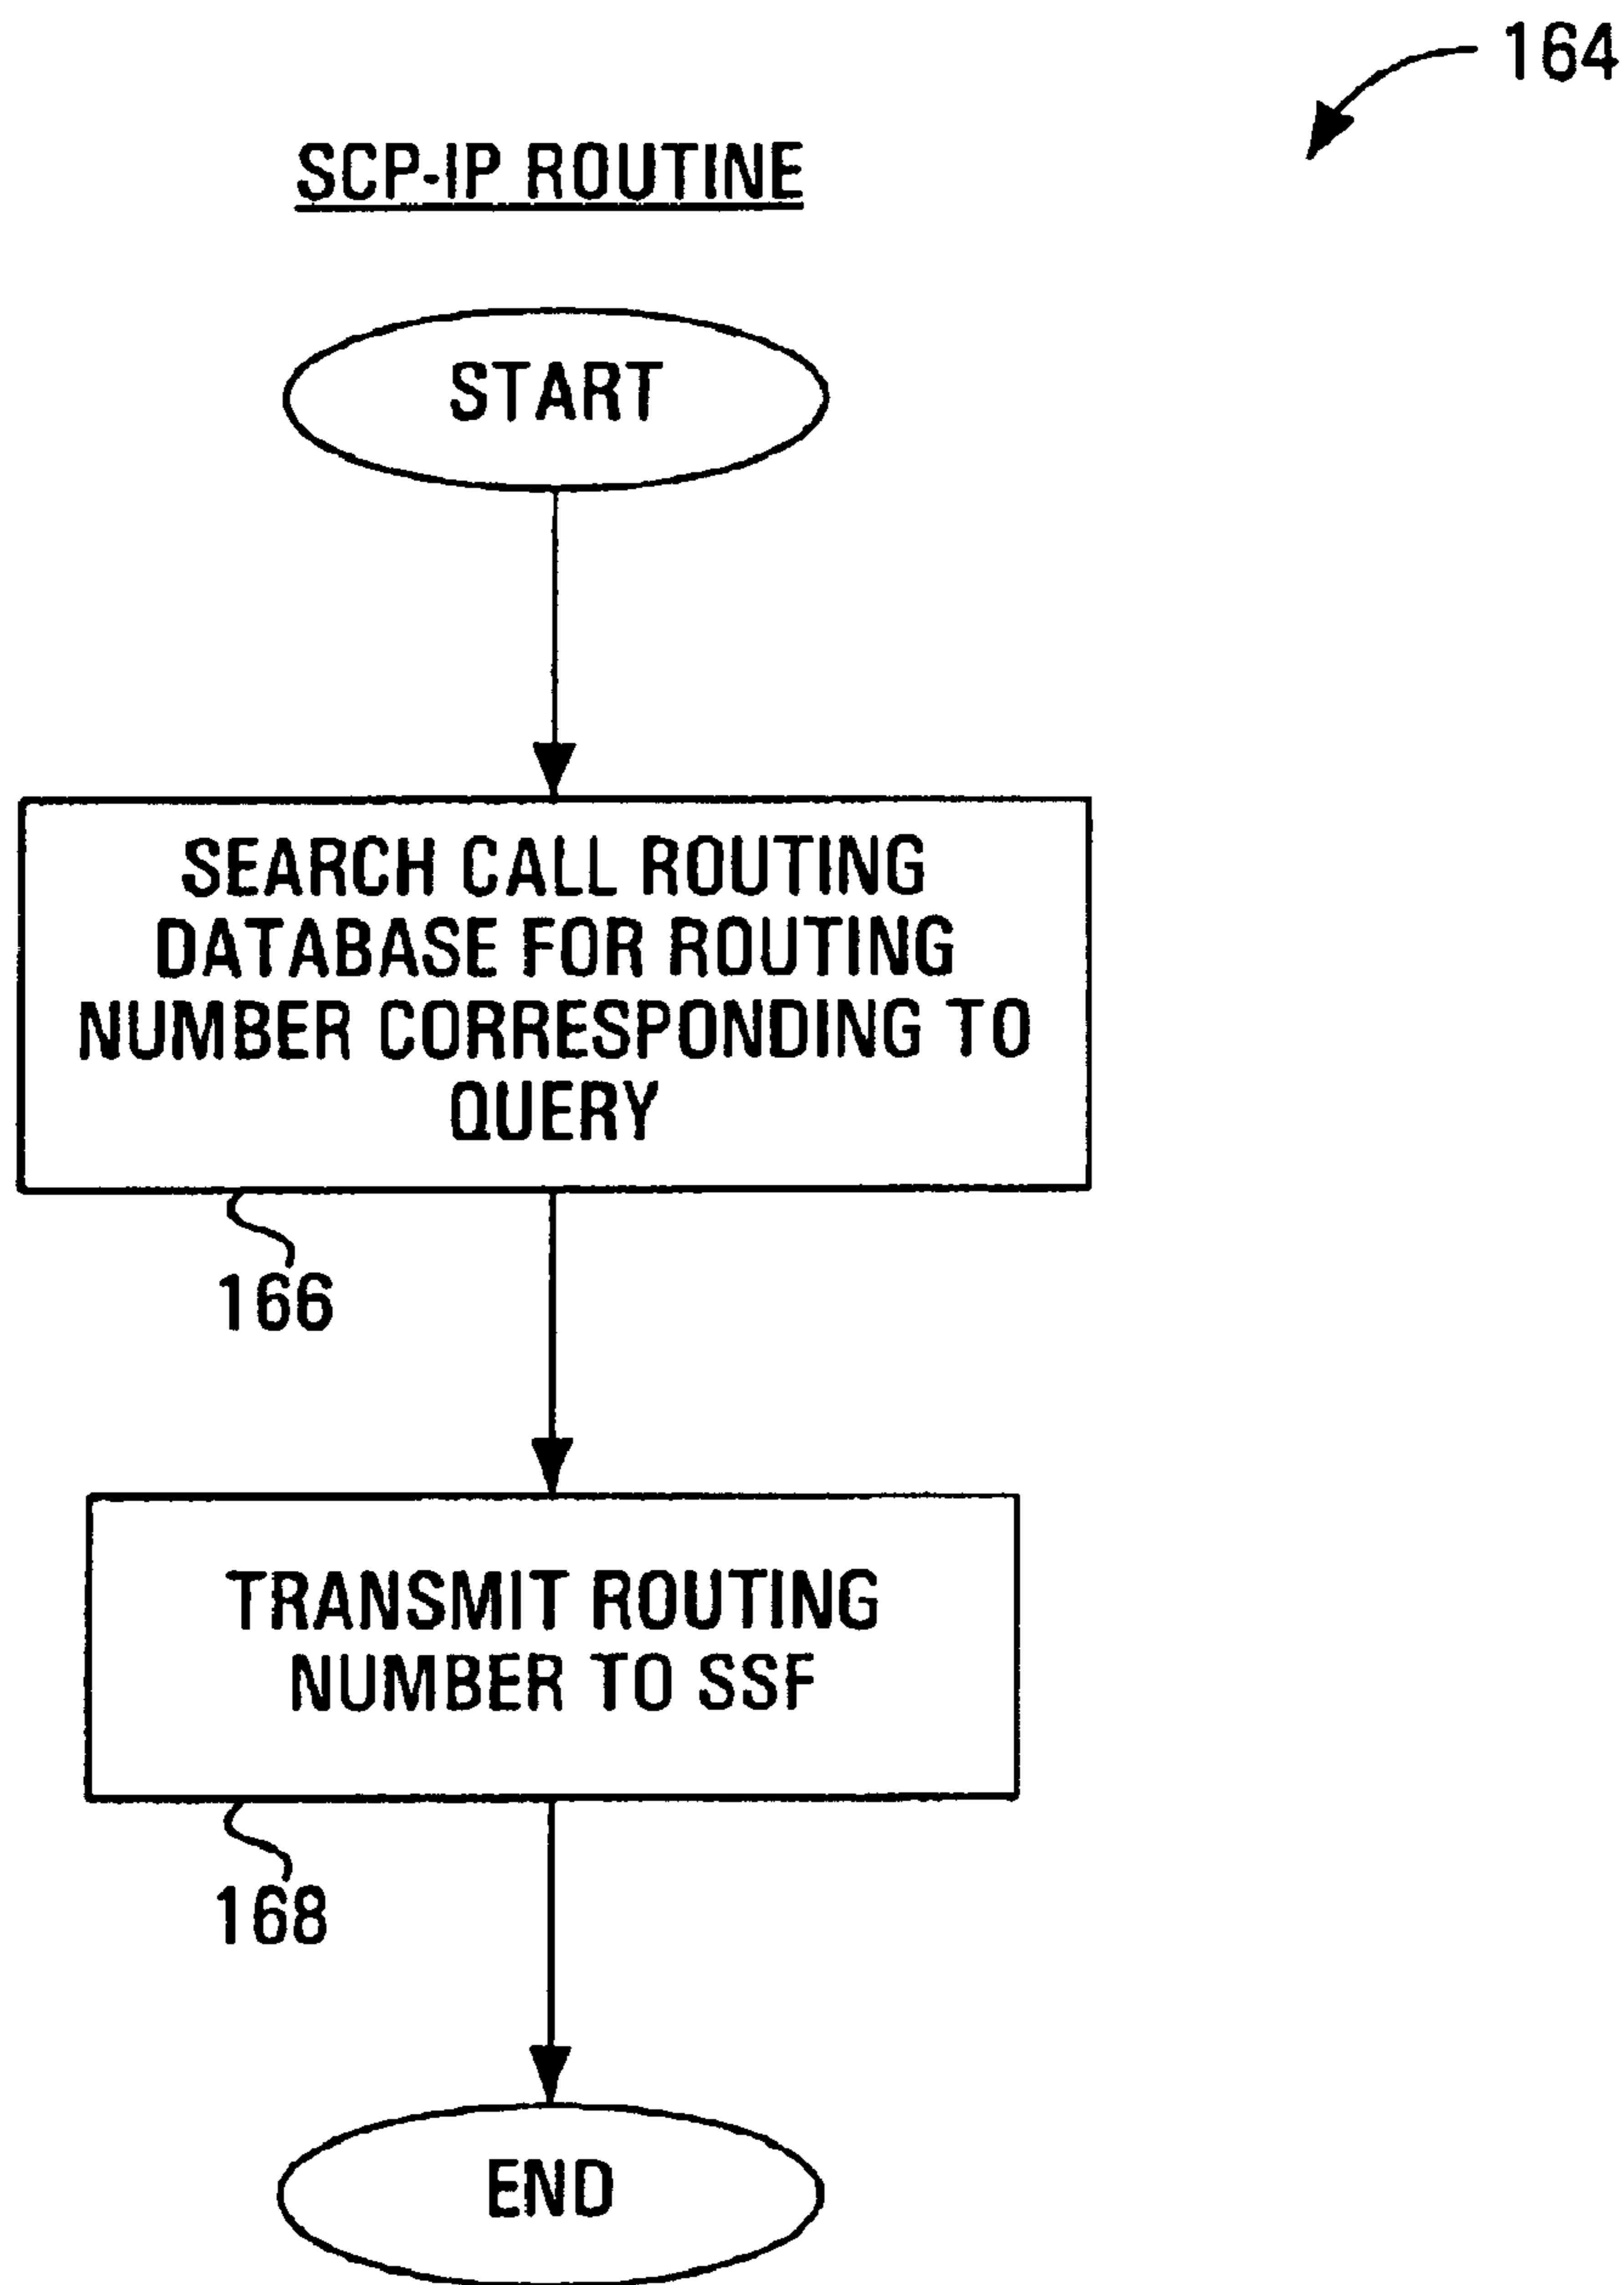 164
SCP-IP ROUTINE
START
SEARCH CALL ROUTING
DATABASE FOR ROUTING
NUMBER CORRESPONDING TO
QUERY
166
TRANSMIT ROUTING
NUMBER TO SSF
168
END